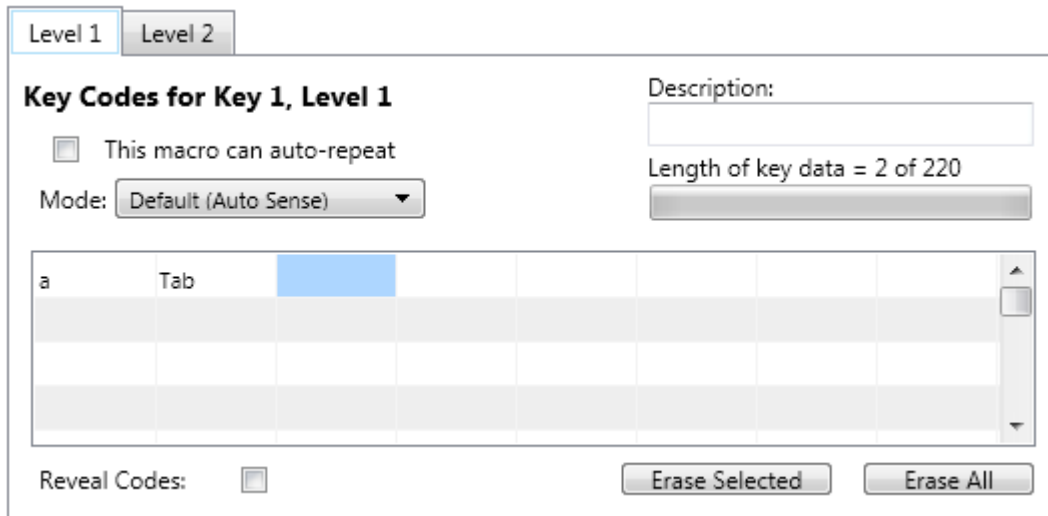 Level 1 Level 2
Key Codes for Key 1, Level 1
Description:
This macro can auto-repeat
Length of key data = 2 of 220
Mode: Default (Auto Sense)
a Tab
Reveal Codes: Erase Selected Erase All